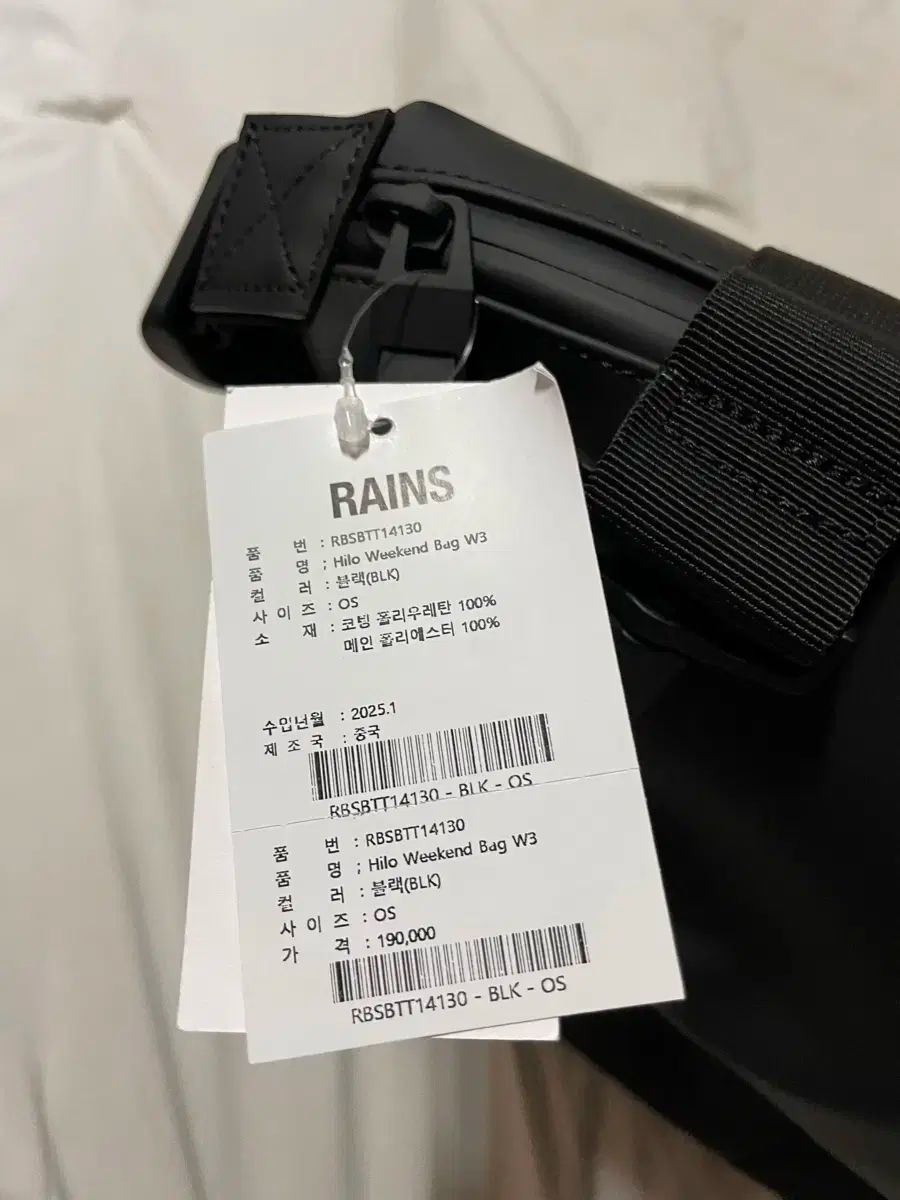 RAINS
품 번 : RBSBTT14130
품 명 ; Hilo Weekend Bag W3
컬 러 : 블랙(BLK)
사 이 즈 : OS
소 재 : 코팅 폴리우레탄 100%
메인 폴리에스터 100%
수입년월 : 2025.1
제 조 국 : 중국
RBSBTT14130 - BLK - OS
품 번 : RBSBTT14130
품 명 ; Hilo Weekend Bag W3
컬 러 : 블랙(BLK)
사 이 즈 : OS
가 격 : 190,000
RBSBTT14130 - BLK - OS